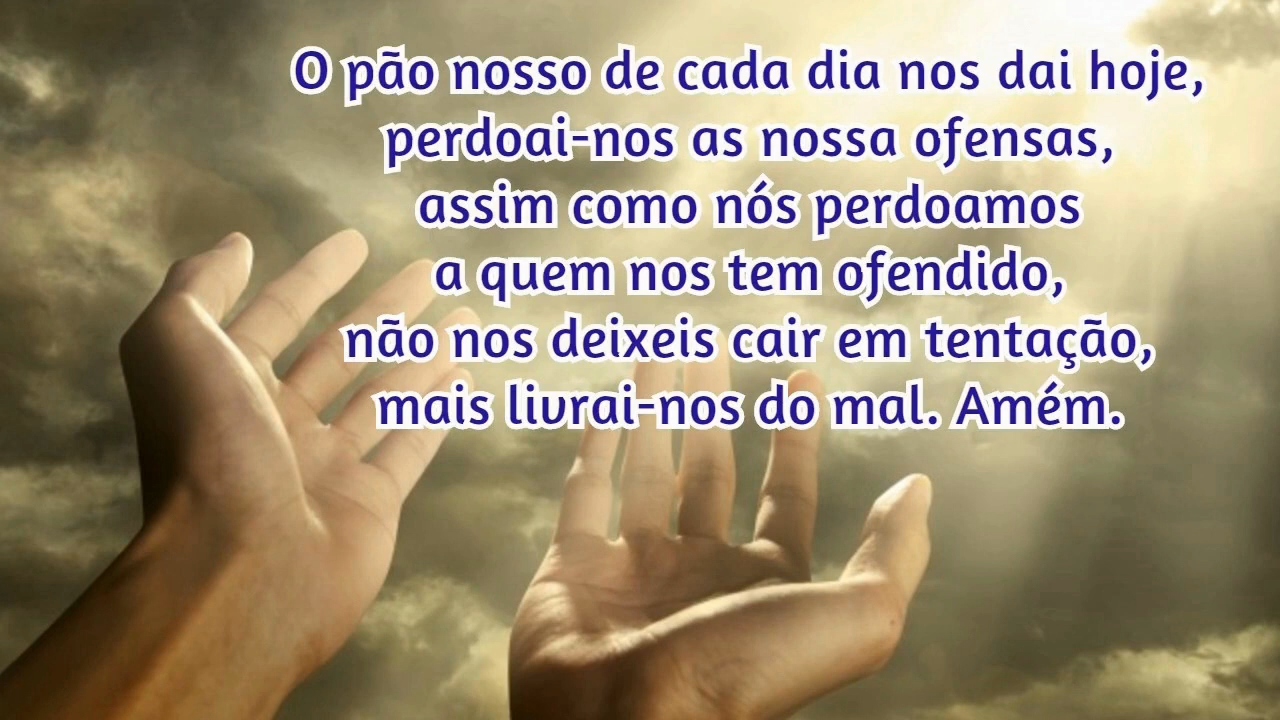 O pão nosso de cada dia nos dai hoje,
perdoai-nos as nossa ofensas,
assim como nós perdoamos
a quem nos tem ofendido,
não nos deixeis cair em tentação,
mais livrai-nos do mal. Amém.